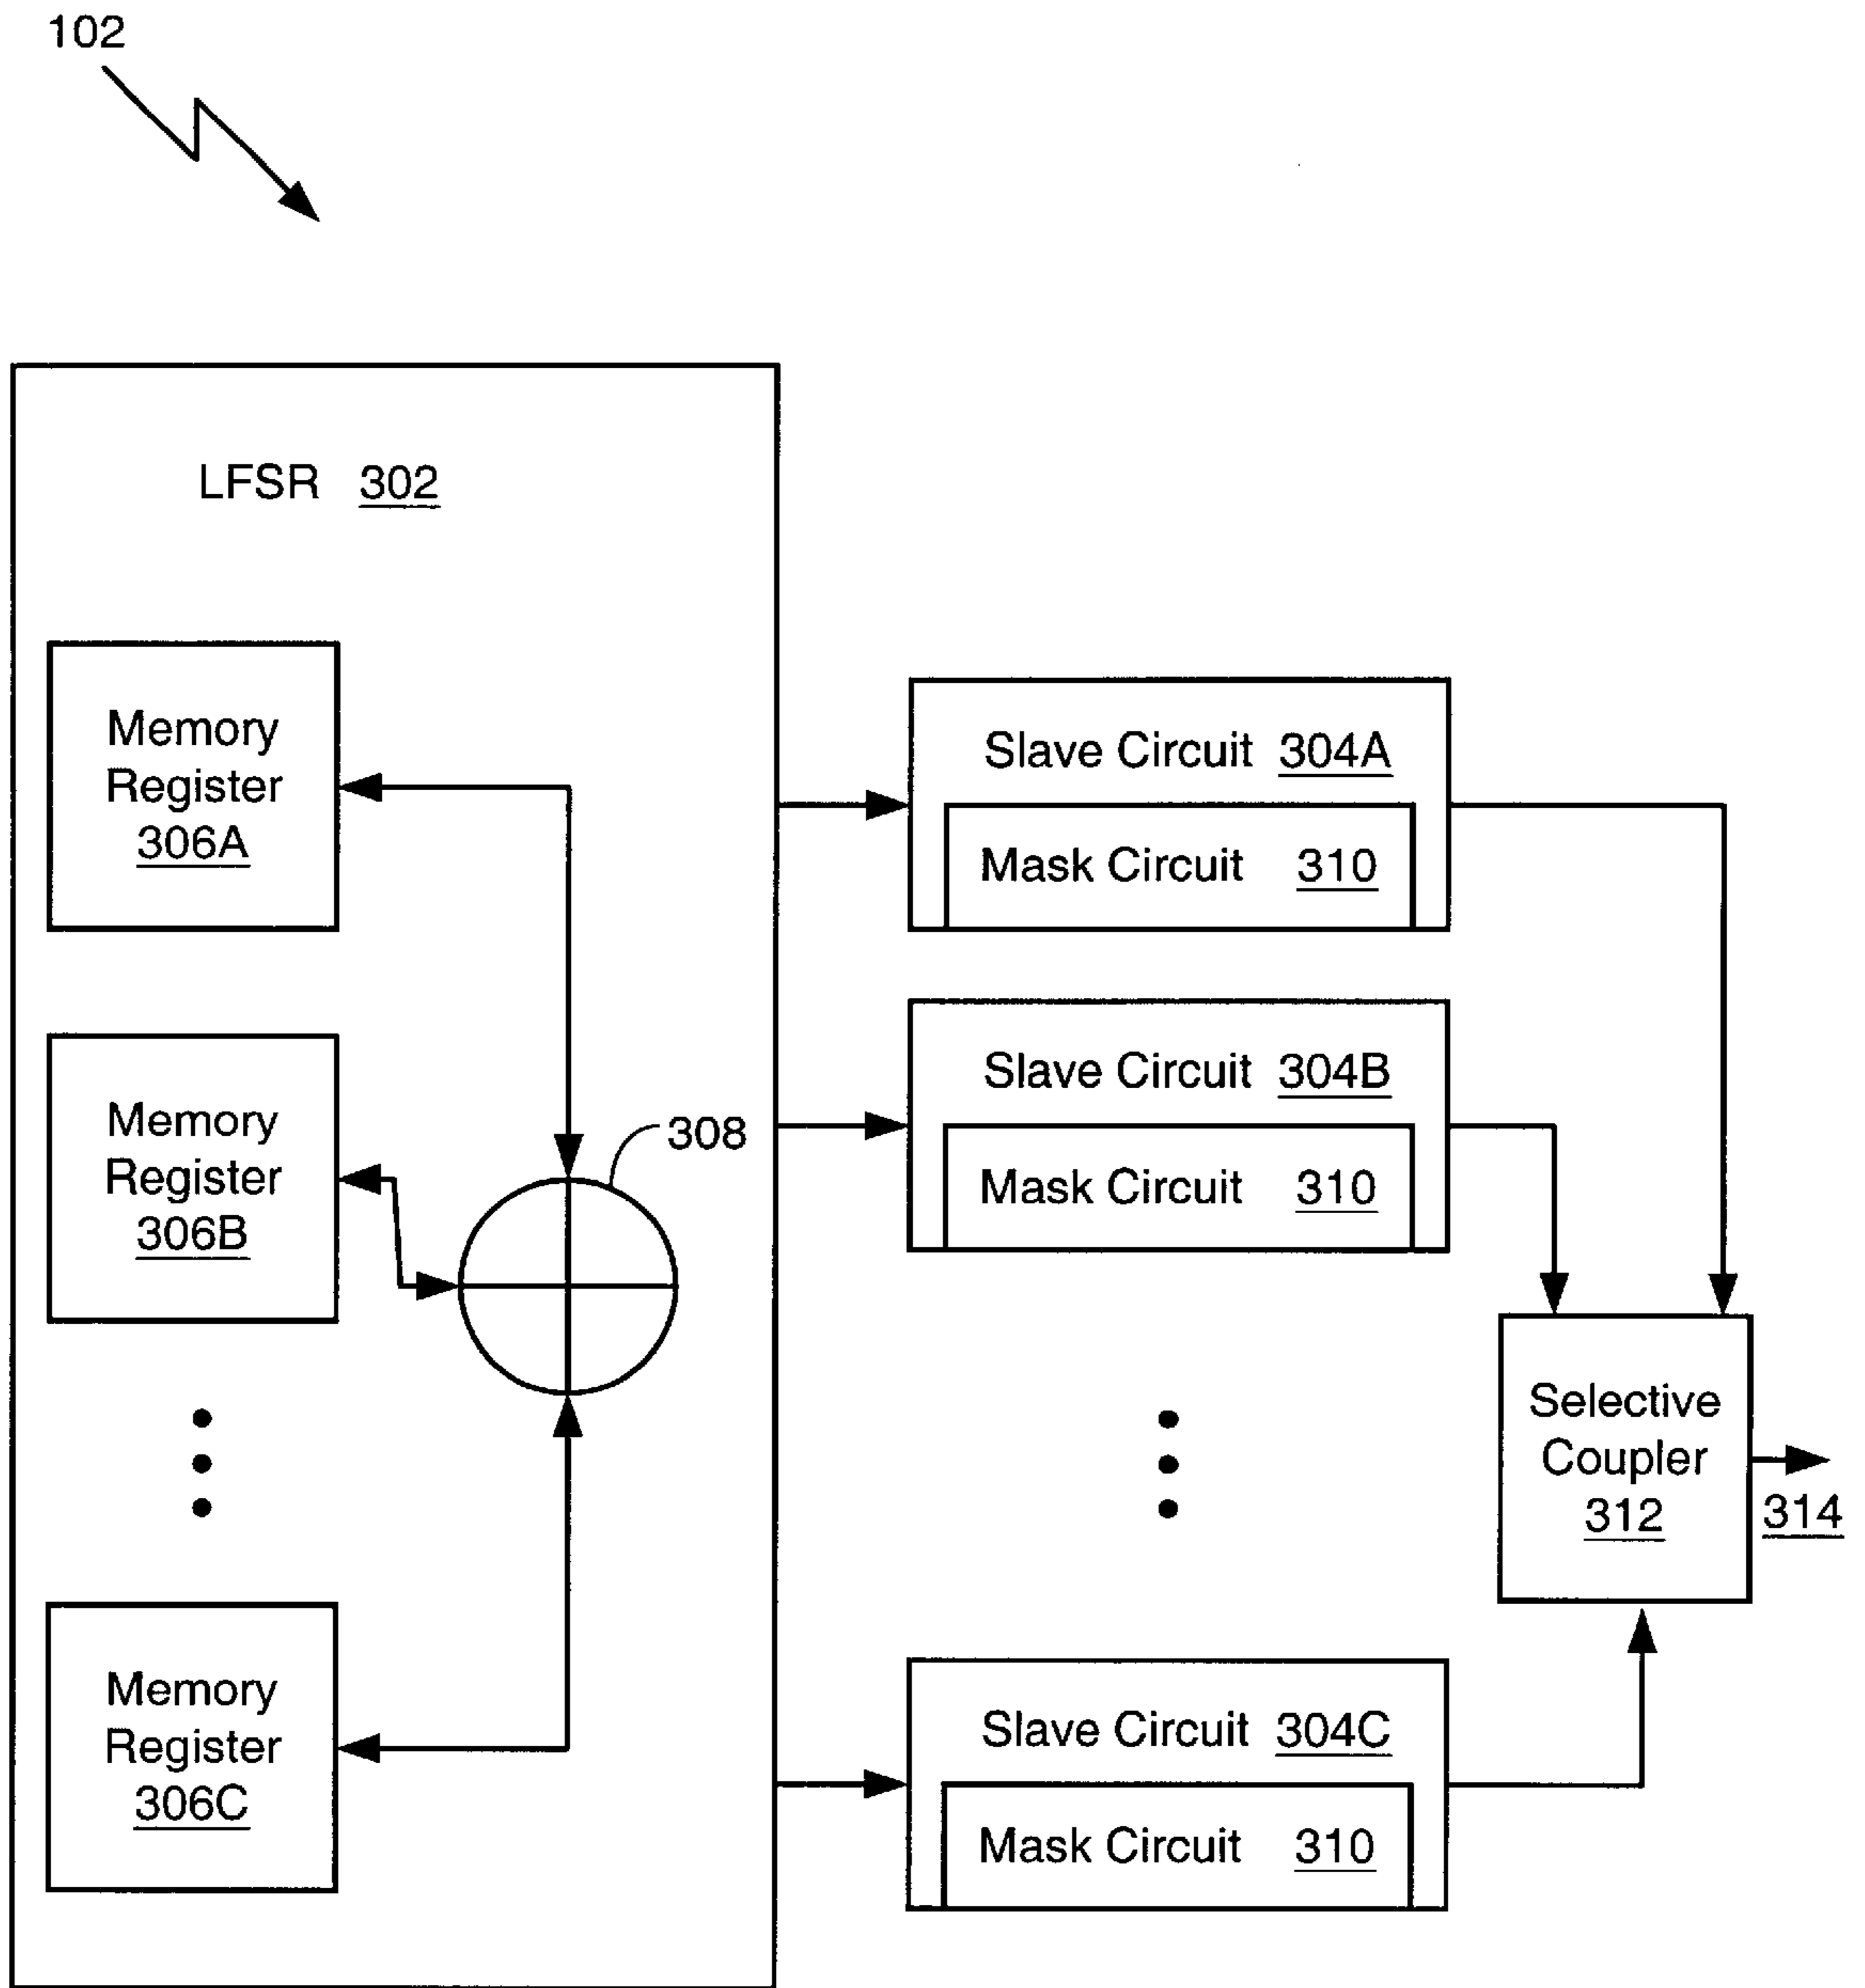 102
LFSR 302
Memory
Register
306A
Memory
Register
306B
308
Memory
Register
306C
Slave Circuit 304A
Mask Circuit 310
Slave Circuit 304B
Mask Circuit 310
Slave Circuit 304C
Mask Circuit 310
Selective
Coupler
312
314